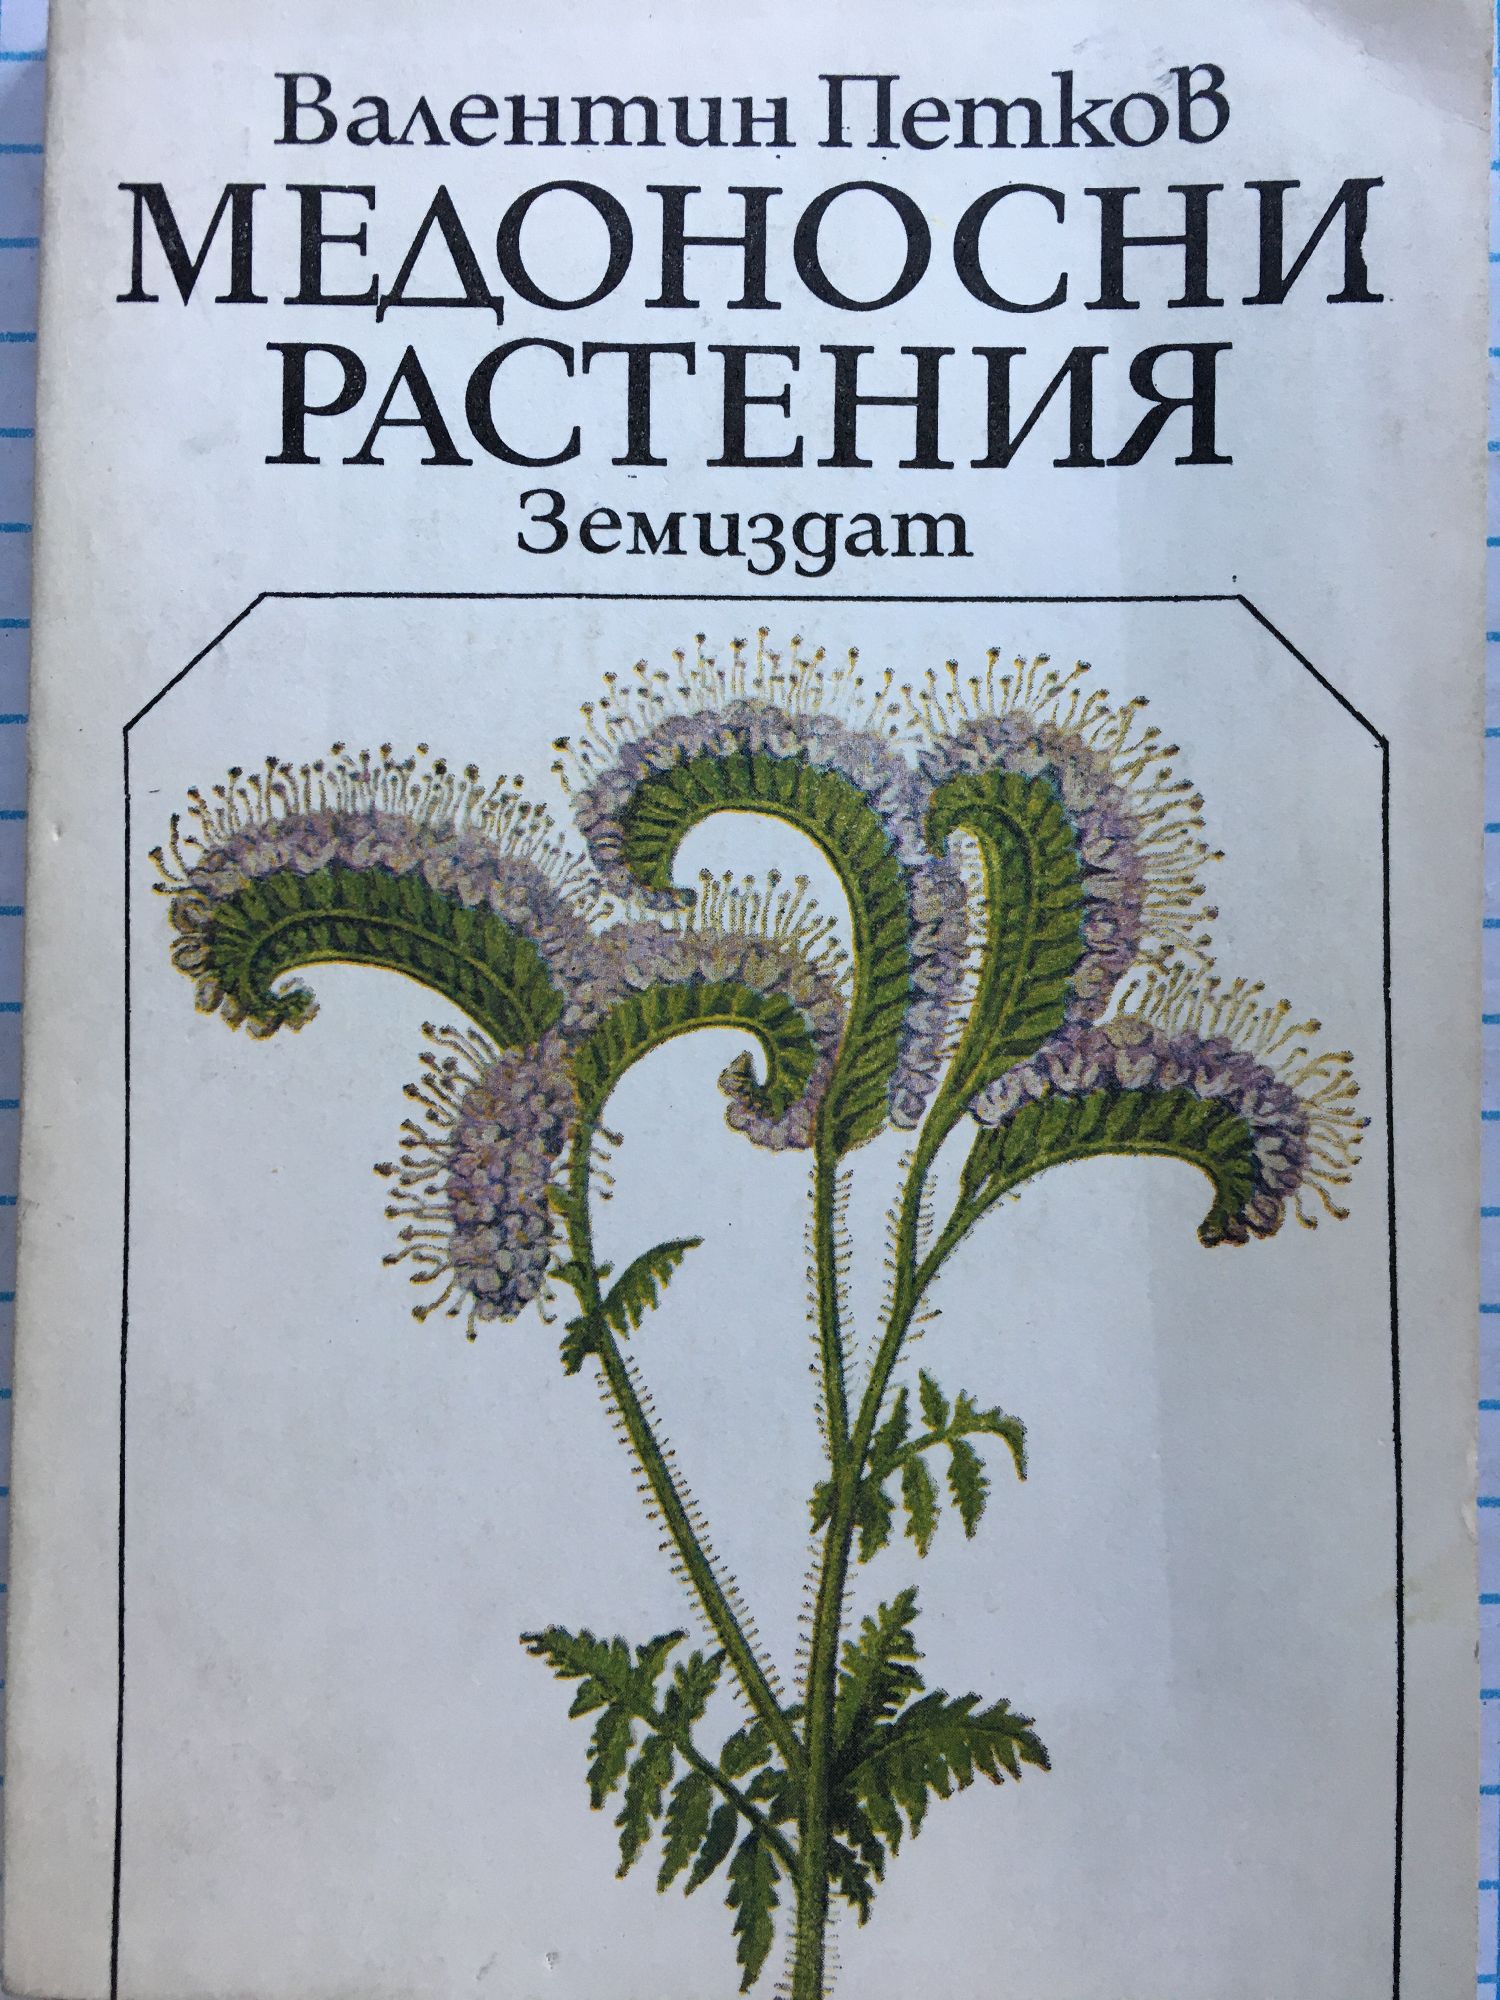 Валентин Петков
МЕДОНОСНИ
РАСТЕНИЯ
Земиздат